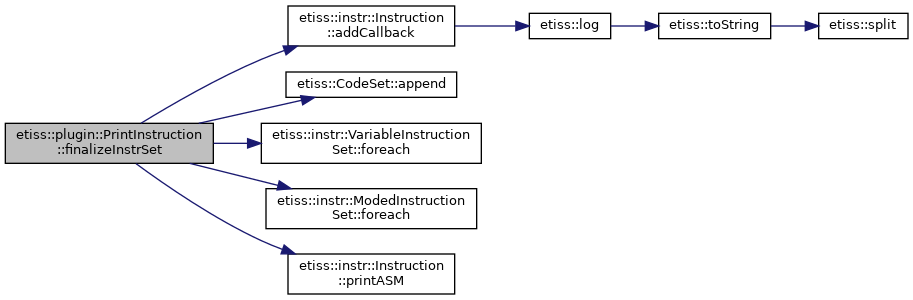 etiss::plugin::PrintInstruction
::finalizeInstrSet
etiss::instr::Instruction
::addCallback
etiss::log
etiss::toString
etiss::split
etiss::CodeSet::append
etiss::instr::VariableInstruction
Set::foreach
etiss::instr::ModedInstruction
Set::foreach
etiss::instr::Instruction
::printASM